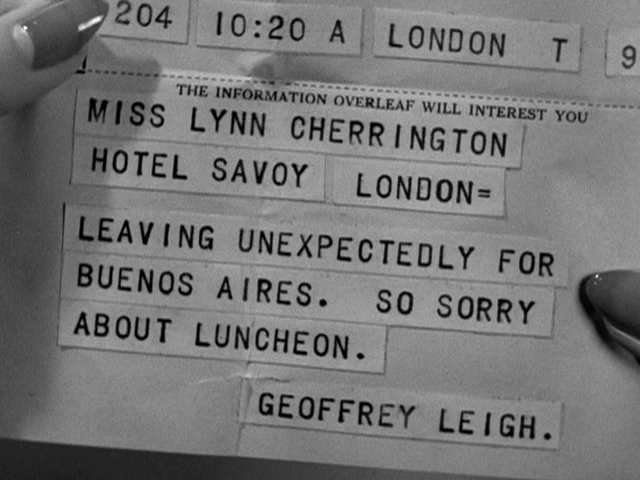 204 10:20 A LONDON T 9
THE INFORMATION OVERLEAF WILL INTEREST YOU
MISS LYNN CHERRINGTON
HOTEL SAVOY LONDON=
LEAVING UNEXPECTEDLY FOR
BUENOS AIRES. SO SORRY
ABOUT LUNCHEON.
GEOFFREY LEIGH.